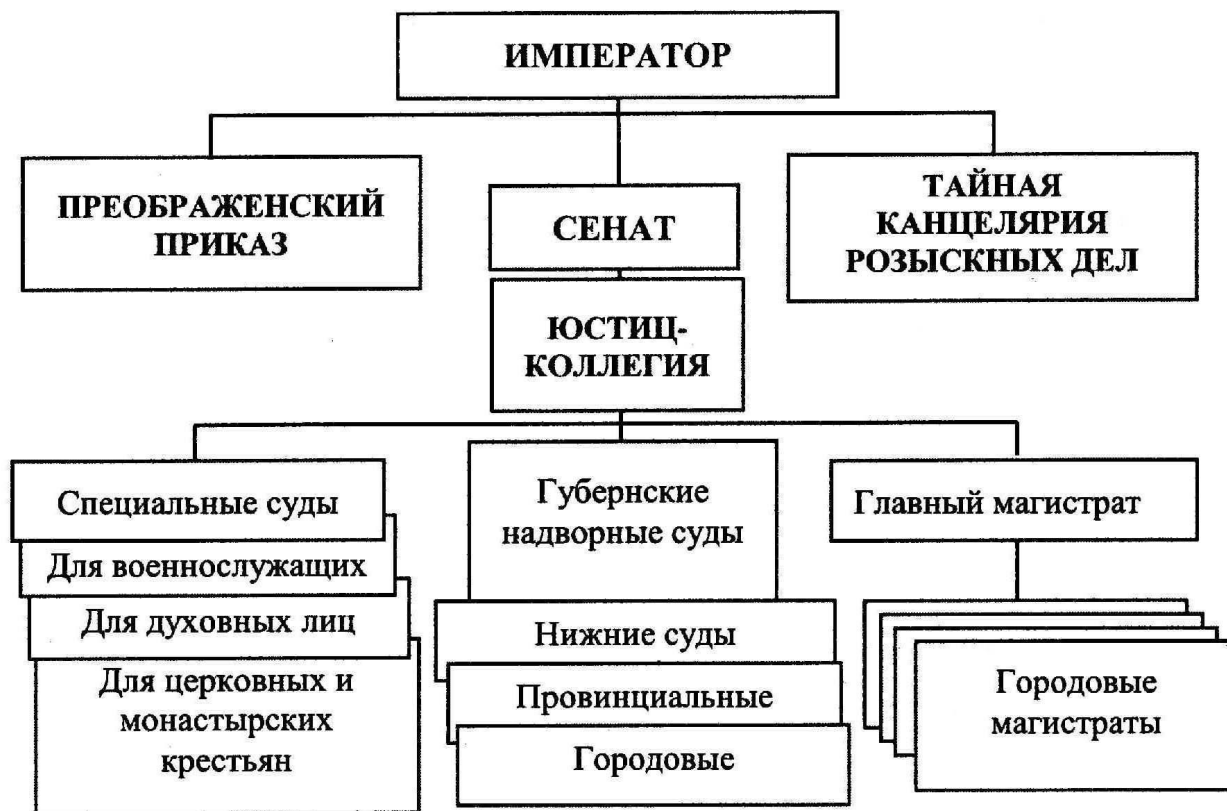 ИМПЕРАТОР
ПРЕОБРАЖЕНСКИЙ
ПРИКАЗ
СЕНАТ
ТАЙНАЯ
КАНЦЕЛЯРИЯ
РОЗЫСКНЫХ ДЕЛ
ЮСТИЦ-
КОЛЛЕГИЯ
Специальные суды
Для военнослужащих
Для духовных лиц
Для церковных и
монастырских
крестьян
Губернские
надворные суды
Нижние суды
Провинциальные
Городовые
Главный магистрат
Городовые
магистраты